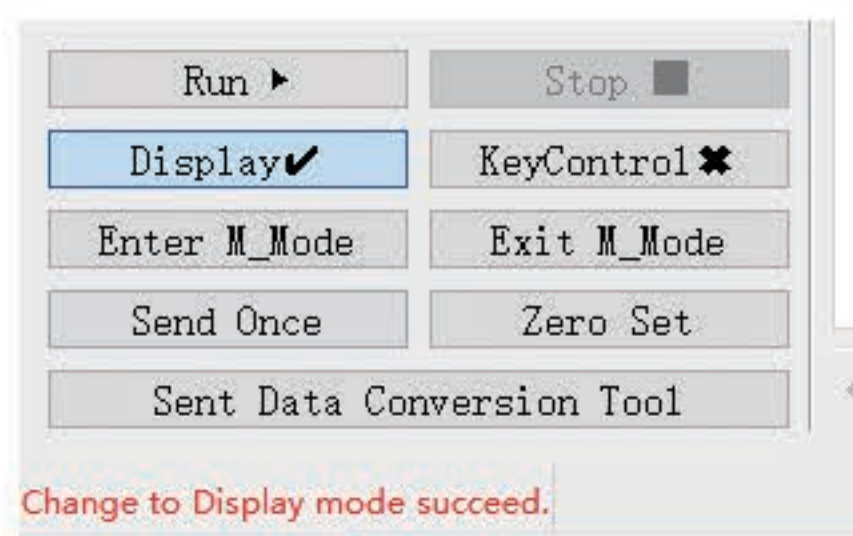 Run ▶
Stop ■
Display✔
KeyControl✖
Enter M_Mode
Exit M_Mode
Send Once
Zero Set
Sent Data Conversion Tool
Change to Display mode succeed.